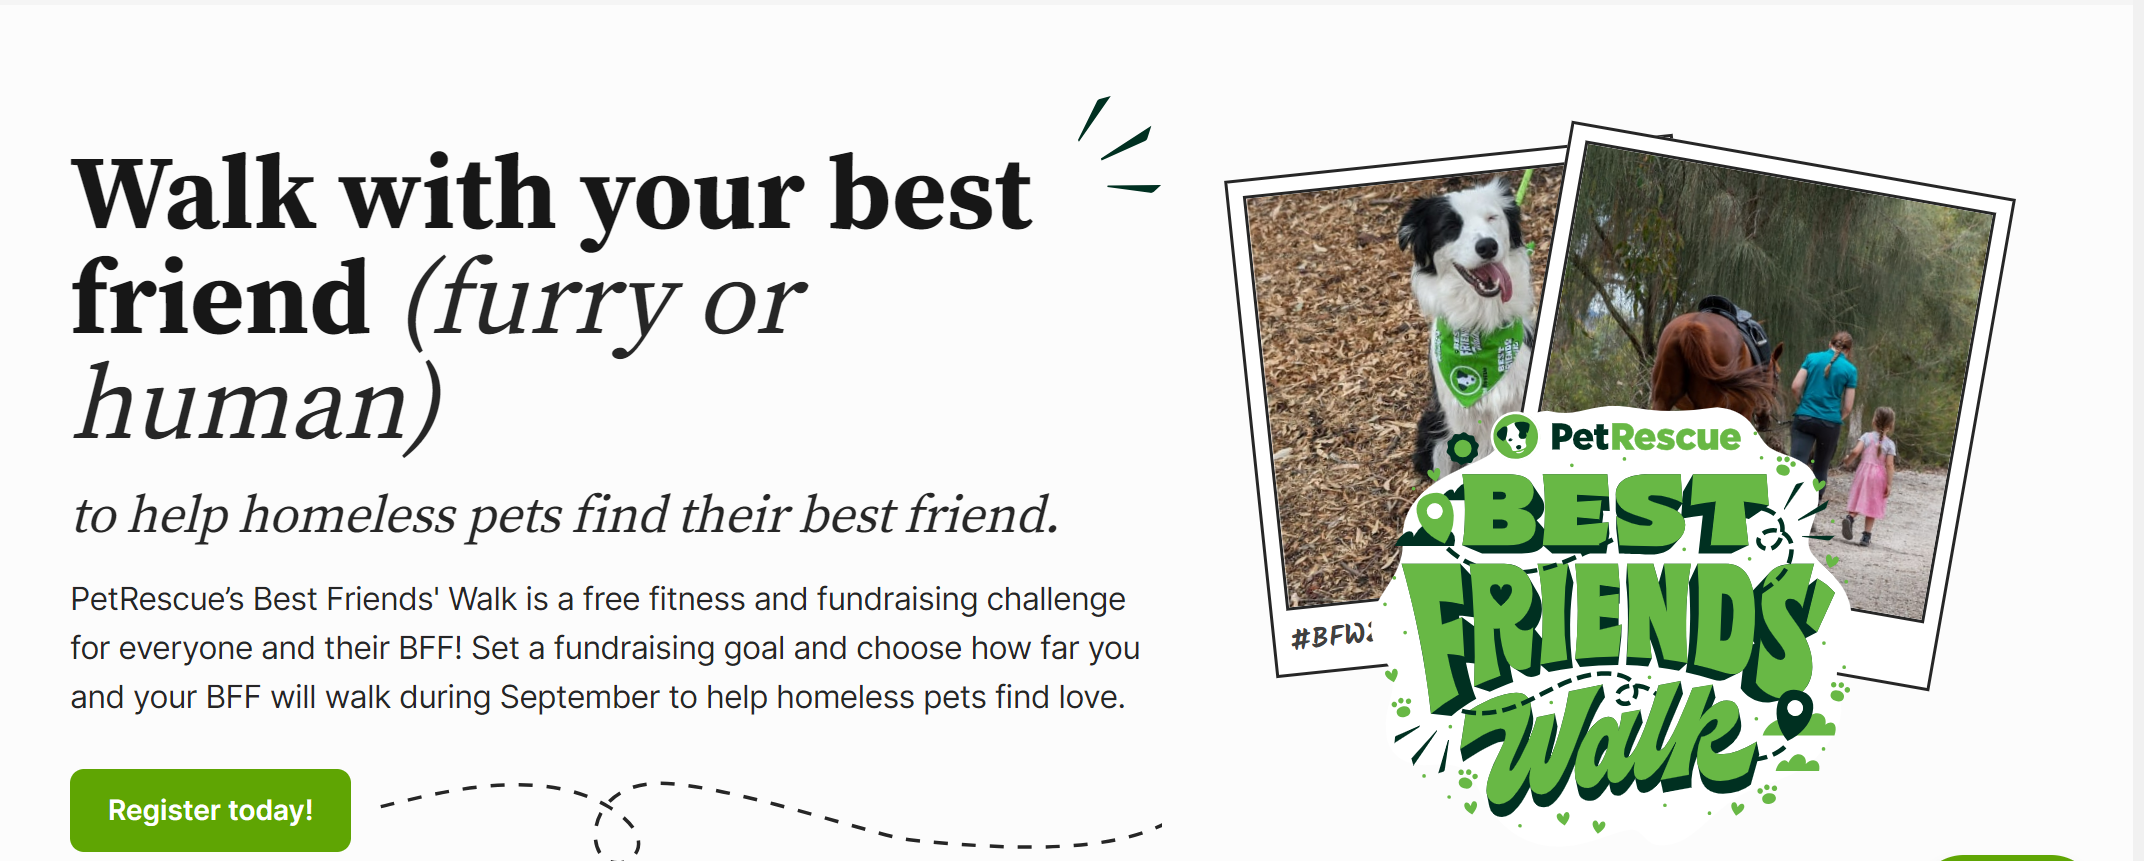 Walk with your best
friend (furry or
human)
to help homeless pets find their best friend.
PetRescue’s Best Friends' Walk is a free fitness and fundraising challenge
for everyone and their BFF! Set a fundraising goal and choose how far you
and your BFF will walk during September to help homeless pets find love.
Register today!
BEST
FRIENDS
#BFW
PetRescue
BEST
FRIENDS'
Walk